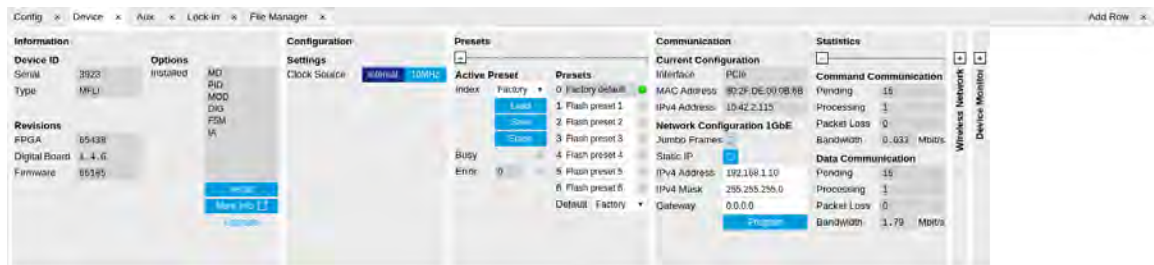 Config × Device × Aux × Lock-in × File Manager × Add Row ×
Information
Device ID
Serial 3923
Type MFLI
Revisions
FPGA 65438
Digital Board 1.4.6
Firmware 65185
Options
Installed MD
PID
MOD
DIG
FSM
IA
Install
More Info
Upgrade
Configuration
Settings
Clock Source Internal 10MHz
Presets
Active Preset
Index Factory
Load
Save
Erase
Busy
Error 0
Presets
0 Factory default
1 Flash preset 1
2 Flash preset 2
3 Flash preset 3
4 Flash preset 4
5 Flash preset 5
6 Flash preset 6
Default Factory
Communication
Current Configuration
Interface PCIe
MAC Address 80:2F:DE:00:0B:6B
IPv4 Address 10.42.2.115
Network Configuration 1GbE
Jumbo Frames
Static IP
IPv4 Address 192.168.1.10
IPv4 Mask 255.255.255.0
Gateway 0.0.0.0
Program
Statistics
Command Communication
Pending 16
Processing 1
Packet Loss 0
Bandwidth 0.033 Mbit/s
Data Communication
Pending 16
Processing 1
Packet Loss 0
Bandwidth 1.79 Mbit/s
Wireless Network
Device Monitor